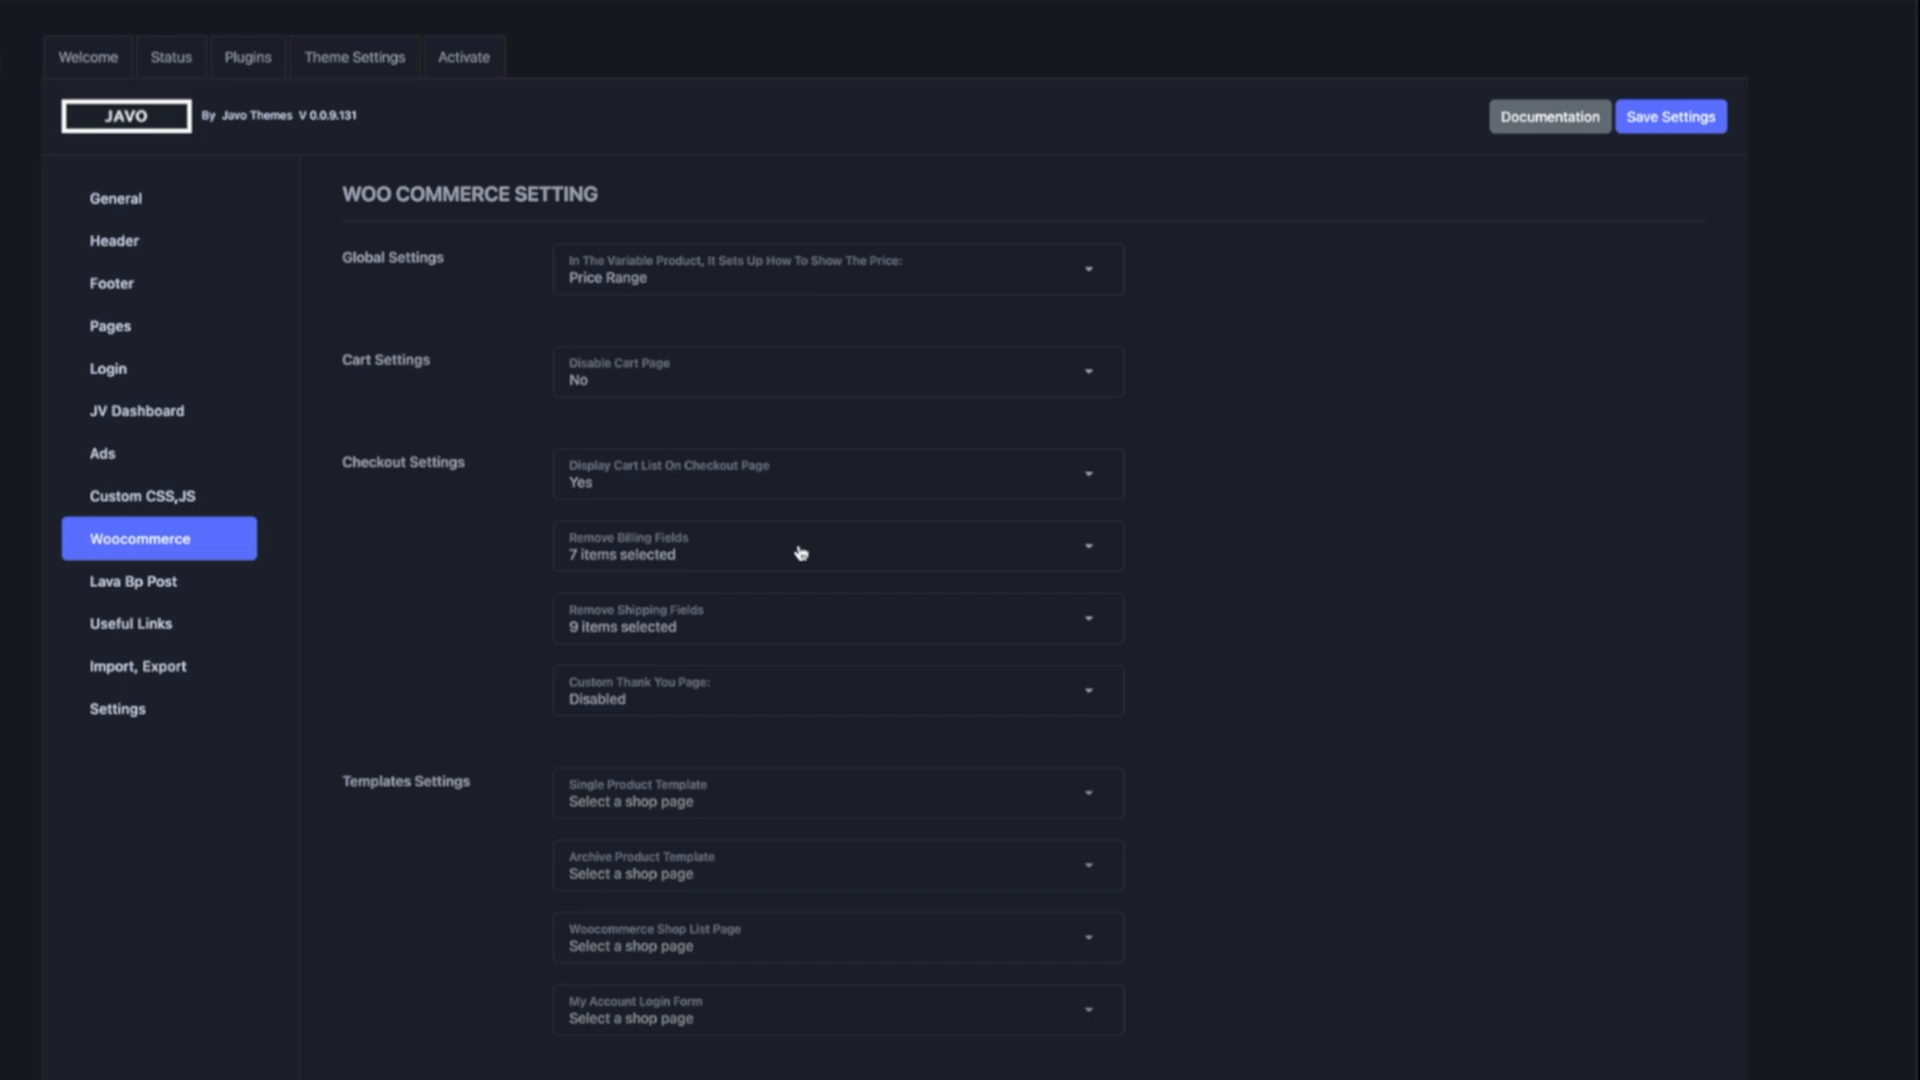 Welcome
Status
Plugins
Theme Settings
Activate
JAVO
By Javo Themes V 0.0.9.131
Documentation
Save Settings
General
Header
Footer
Pages
Login
JV Dashboard
Ads
Custom CSS,JS
Woocommerce
Lava Bp Post
Useful Links
Import, Export
Settings
WOO COMMERCE SETTING
Global Settings
In The Variable Product, It Sets Up How To Show The Price:
Price Range
Cart Settings
Disable Cart Page
No
Checkout Settings
Display Cart List On Checkout Page
Yes
Remove Billing Fields
7 items selected
Remove Shipping Fields
9 items selected
Custom Thank You Page:
Disabled
Templates Settings
Single Product Template
Select a shop page
Archive Product Template
Select a shop page
Woocommerce Shop List Page
Select a shop page
My Account Login Form
Select a shop page